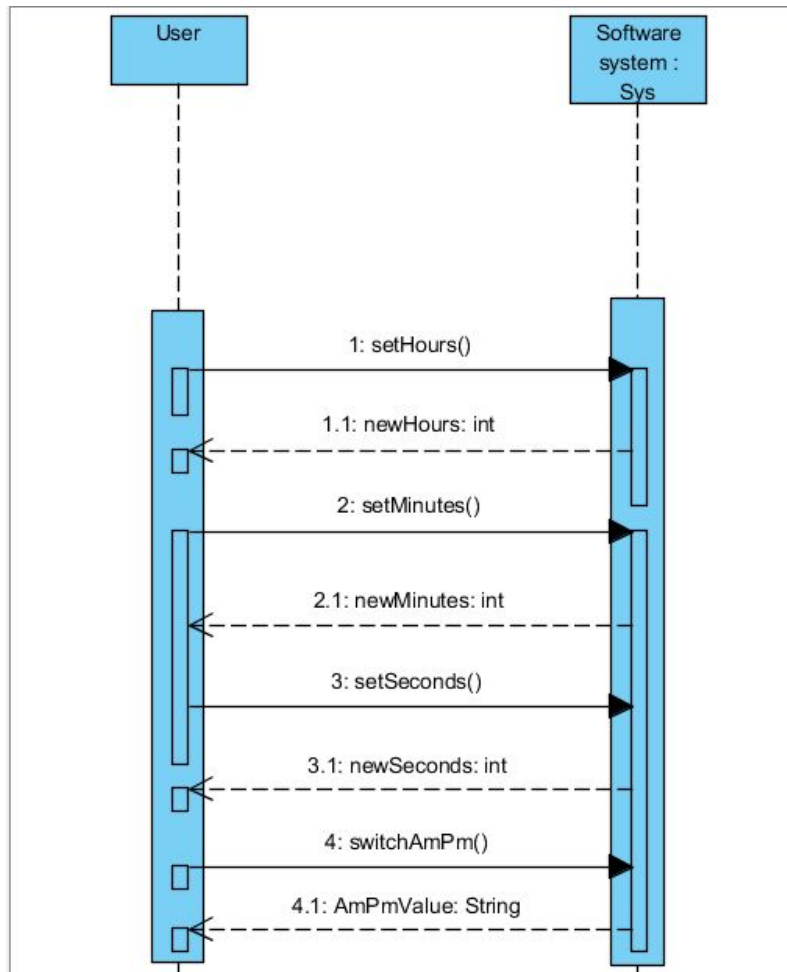 User
Software
system :
Sys
1: setHours()
1.1: newHours: int
2: setMinutes()
2.1: newMinutes: int
3: setSeconds()
3.1: newSeconds: int
4: switchAmPm()
4.1: AmPmValue: String